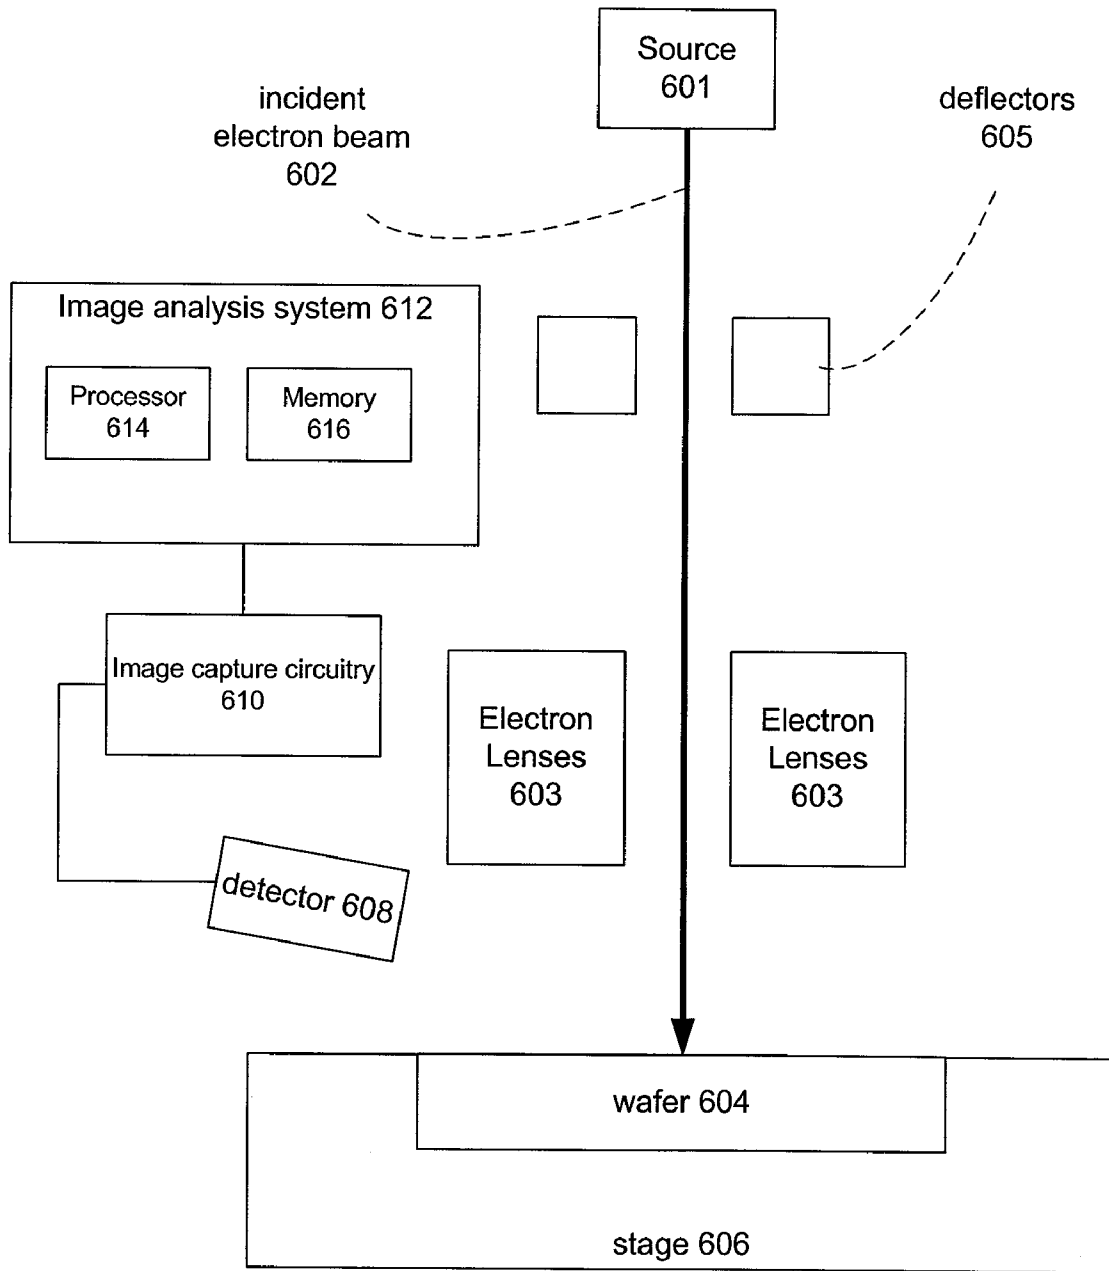 Source
601
incident
electron beam
602
deflectors
605
Image analysis system 612
Processor
614
Memory
616
Image capture circuitry
610
Electron
Lenses
603
Electron
Lenses
603
detector 608
wafer 604
stage 606